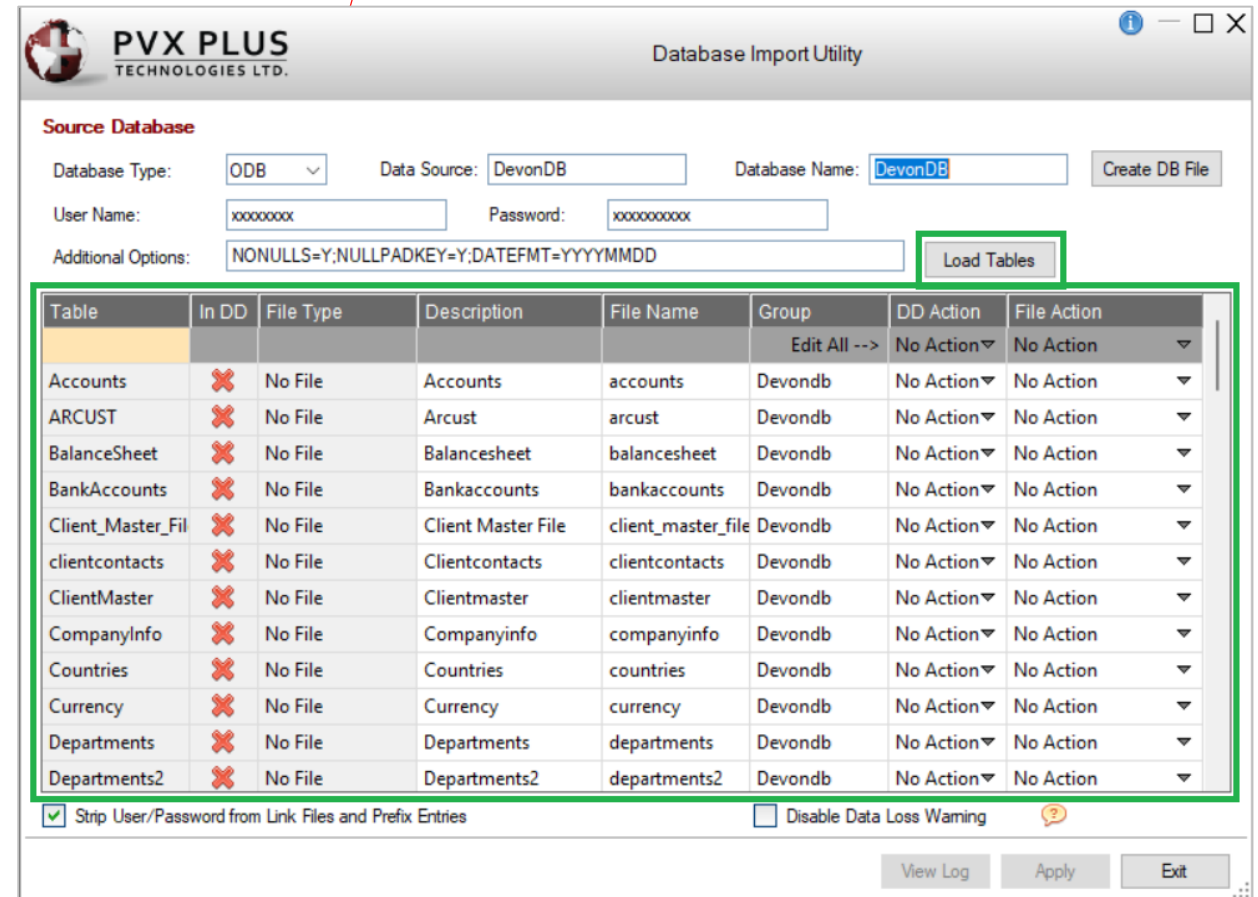 PVX PLUS
TECHNOLOGIES LTD.
Database Import Utility
Source Database
Database Type: ODB Data Source: DevonDB Database Name: DevonDB Create DB File
User Name: xxxxxxxx Password: xxxxxxxxxx
Additional Options: NONULLS=Y;NULLPADKEY=Y;DATEFMT=YYYYMMDD Load Tables
Table In DD File Type Description File Name Group DD Action File Action
Edit All --> No Action No Action
Accounts No File Accounts accounts Devondb No Action No Action
ARCUST No File Arcust arcust Devondb No Action No Action
BalanceSheet No File Balancesheet balancesheet Devondb No Action No Action
BankAccounts No File Bankaccounts bankaccounts Devondb No Action No Action
Client_Master_Fil No File Client Master File client_master_file Devondb No Action No Action
clientcontacts No File Clientcontacts clientcontacts Devondb No Action No Action
ClientMaster No File Clientmaster clientmaster Devondb No Action No Action
CompanyInfo No File Companyinfo companyinfo Devondb No Action No Action
Countries No File Countries countries Devondb No Action No Action
Currency No File Currency currency Devondb No Action No Action
Departments No File Departments departments Devondb No Action No Action
Departments2 No File Departments2 departments2 Devondb No Action No Action
Strip User/Password from Link Files and Prefix Entries Disable Data Loss Warning ?
View Log Apply Exit